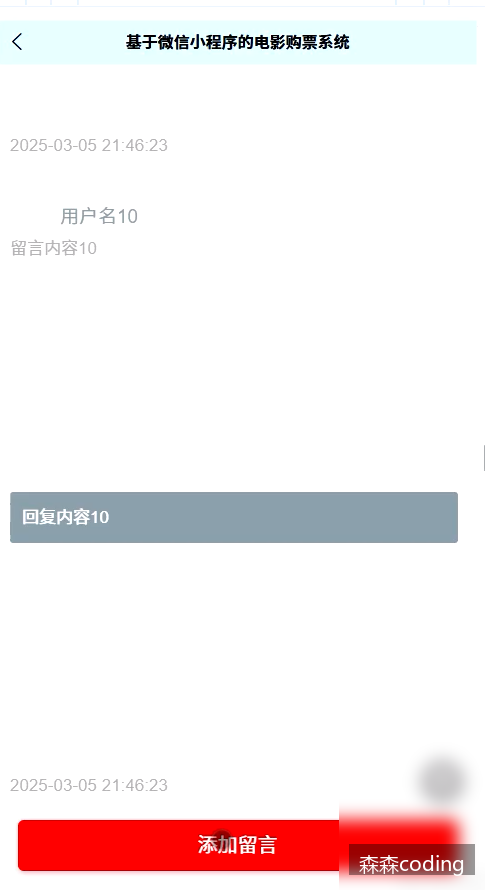 基于微信小程序的电影购票系统
2025-03-05 21:46:23
用户名10
留言内容10
回复内容10
2025-03-05 21:46:23
添加留言
森森coding